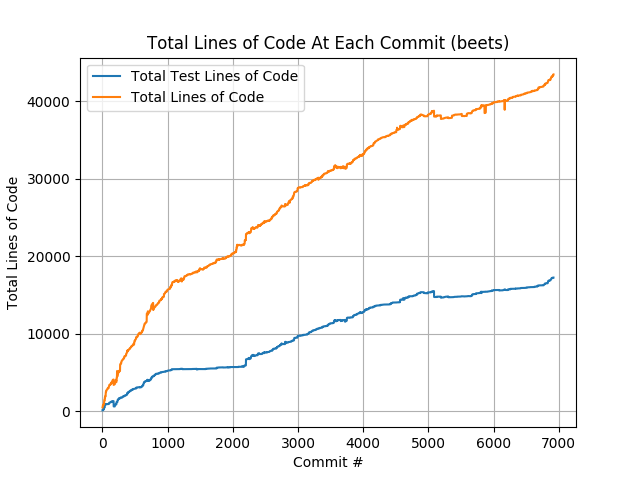 Total Lines of Code At Each Commit (beets)
Total Test Lines of Code
Total Lines of Code
40000
30000
20000
10000
0
Total Lines of Code
0 1000 2000 3000 4000 5000 6000 7000
Commit #